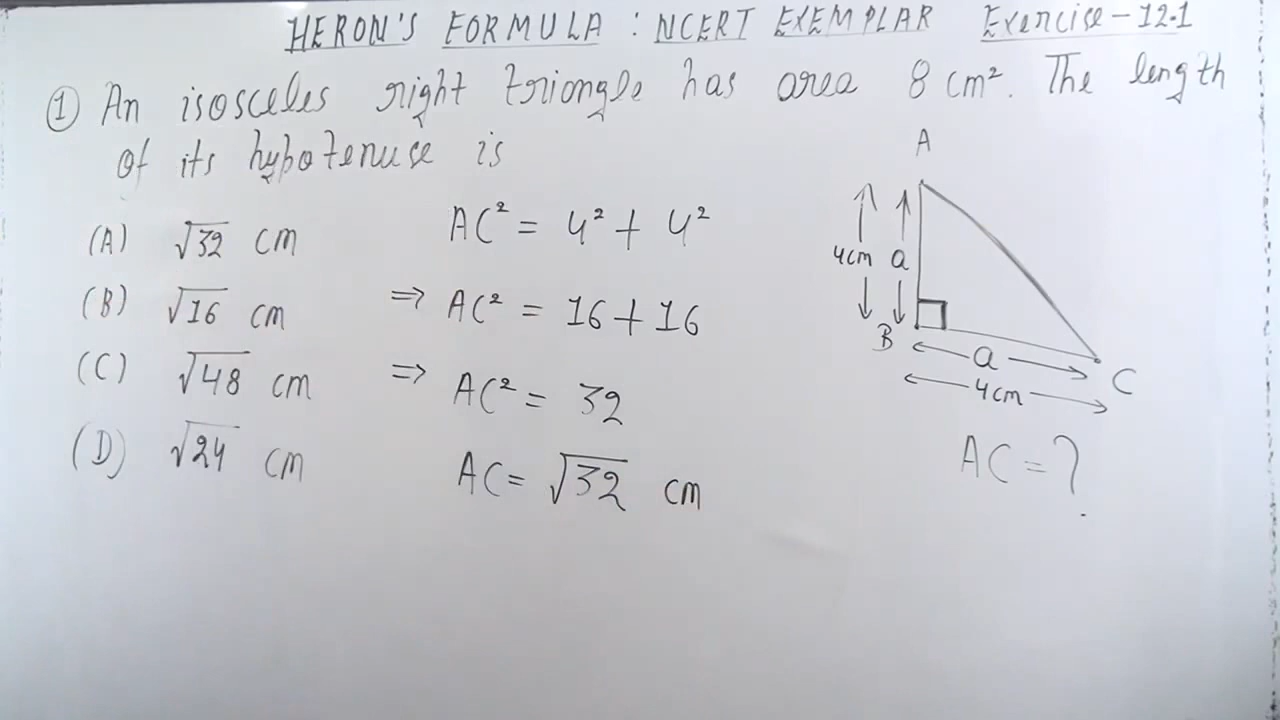 HERON'S FORMULA : NCERT EXEMPLAR Exercise-12.1
① An isosceles right triongle has area 8 cm². The length
of its hypotenuse is
(A) √32 cm
(B) √16 cm
(C) √48 cm
(D) √24 cm
AC² = 4² + 4²
⇒ AC² = 16 + 16
⇒ AC² = 32
AC = √32 cm
A
4cm a
B
a
C
4cm
AC = ?